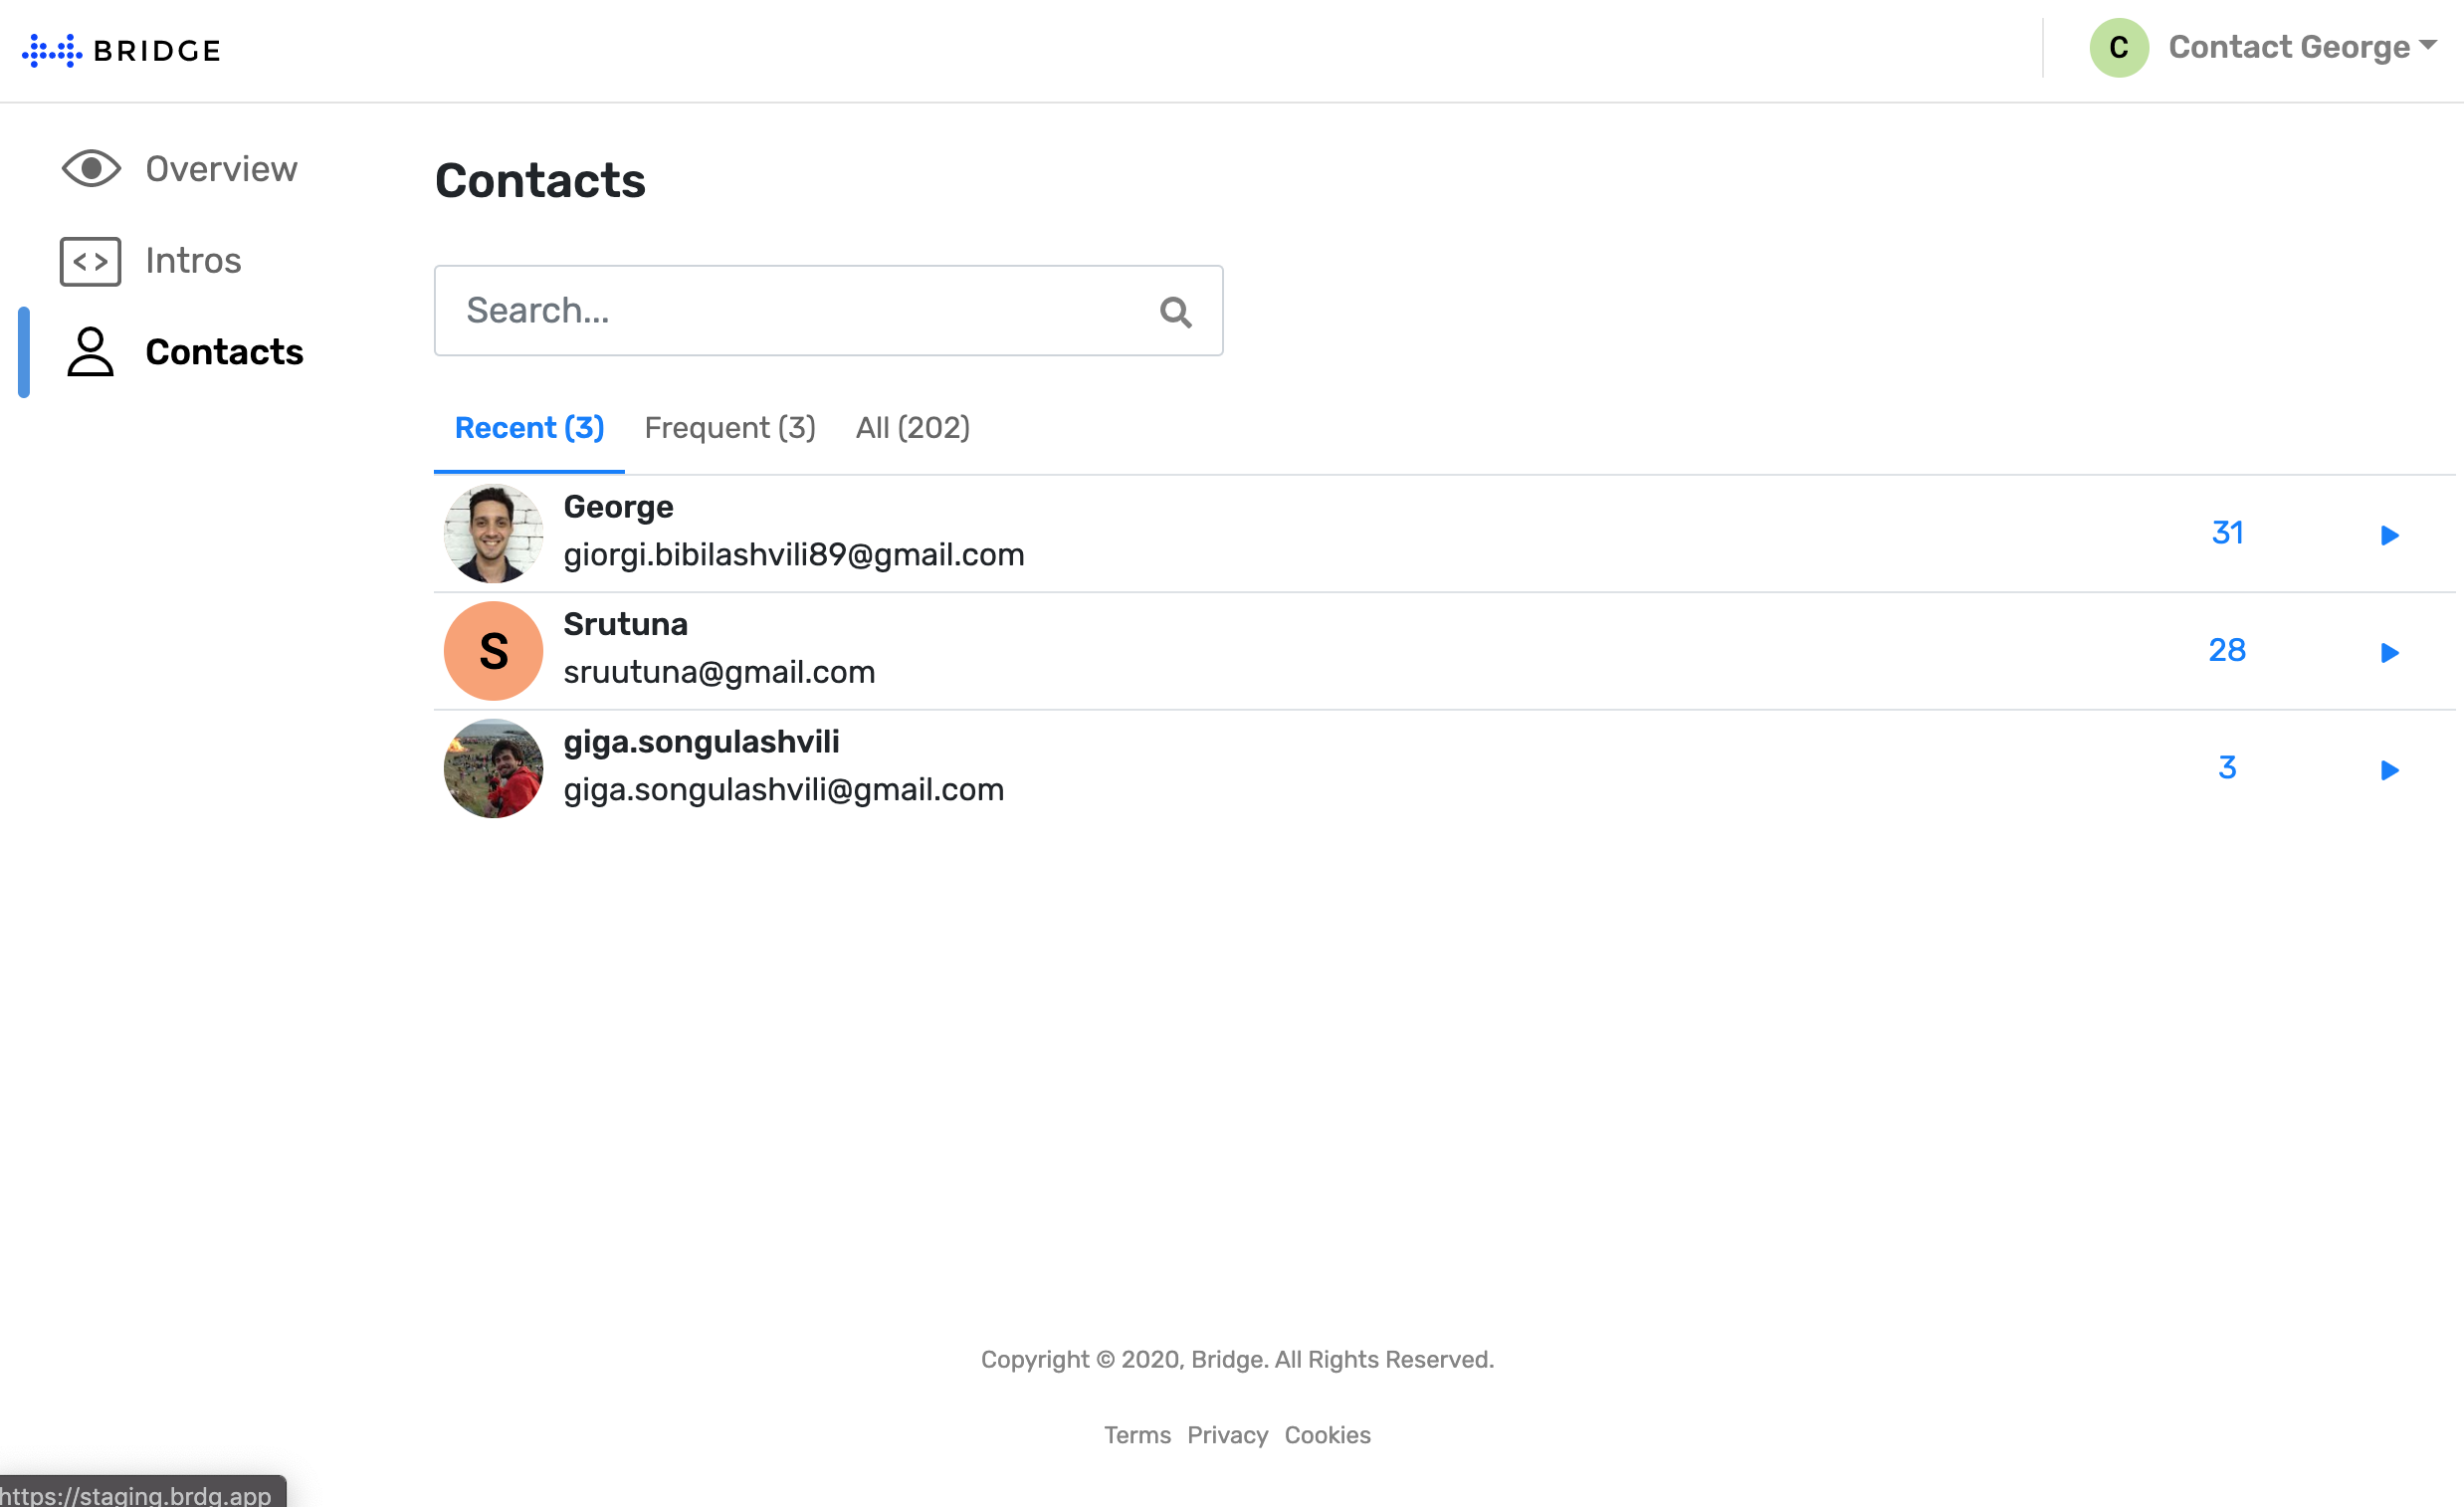 BRIDGE
C Contact George
Overview
Intros
Contacts
Contacts
Search...
Recent (3) Frequent (3) All (202)
George
giorgi.bibilashvili89@gmail.com
31
S
Srutuna
sruutuna@gmail.com
28
giga.songulashvili
giga.songulashvili@gmail.com
3
Copyright © 2020, Bridge. All Rights Reserved.
Terms Privacy Cookies
https://staging.brdg.app